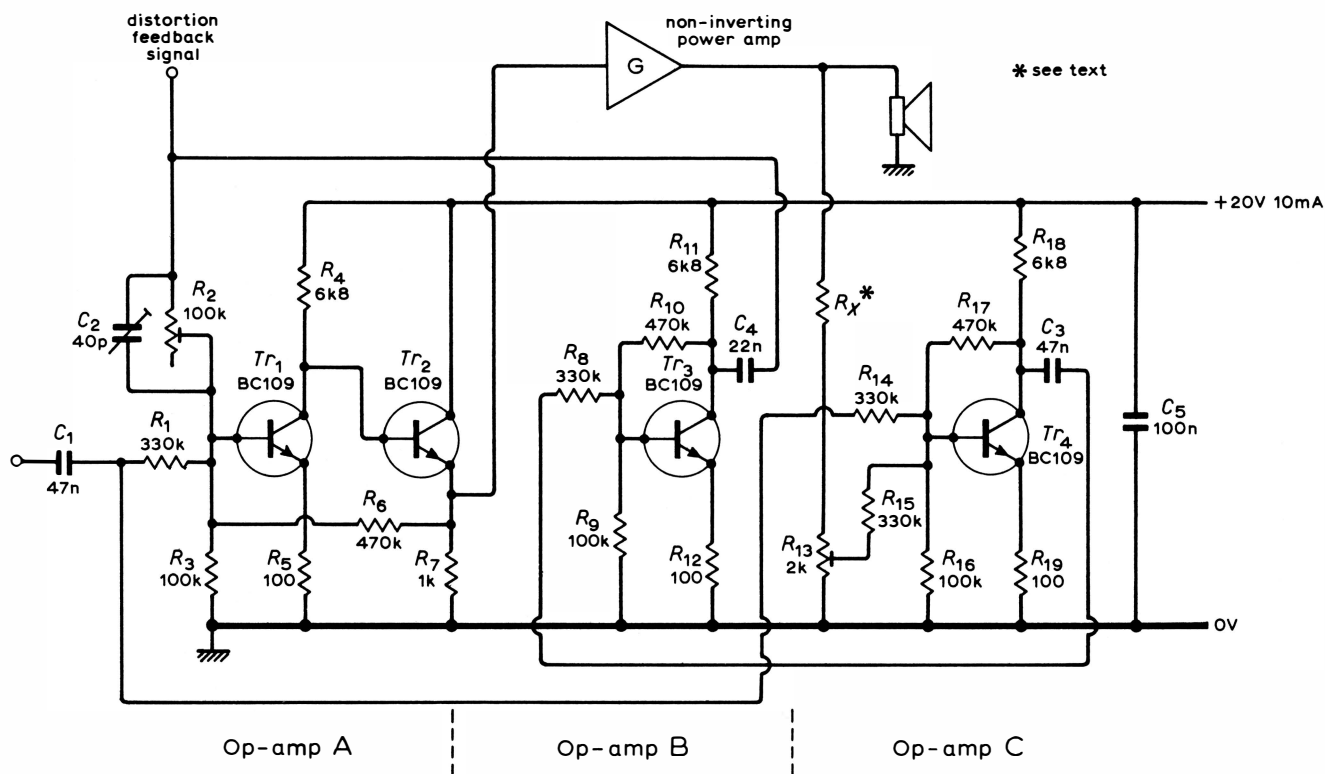 distortion
feedback
signal
non-inverting
power amp
G
* see text
+20V 10mA
R4
6k8
R2
100k
C2
40p
Tr1
BC109
Tr2
BC109
R11
6k8
R10
470k
C4
22n
Tr3
BC109
R8
330k
RX*
R18
6k8
R17
470k
C3
47n
R14
330k
Tr4
BC109
C5
100n
C1
47n
R1
330k
R6
470k
R3
100k
R5
100
R7
1k
R9
100k
R12
100
R13
2k
R15
330k
R16
100k
R19
100
0V
Op-amp A
Op-amp B
Op-amp C